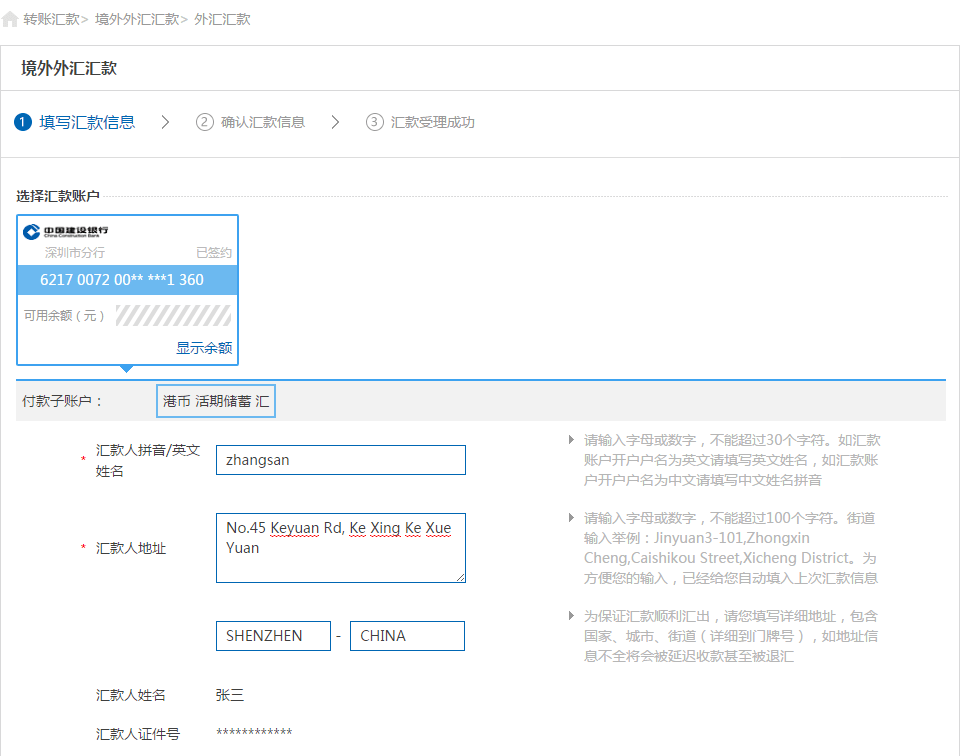 转账汇款> 境外外汇汇款> 外汇汇款
境外外汇汇款
1 填写汇款信息 2 确认汇款信息 3 汇款受理成功
选择汇款账户
中国建设银行
China Construction Bank
深圳市分行 已签约
6217 0072 00** ***1 360
可用余额（元）
显示余额
付款子账户： 港币 活期储蓄 汇
* 汇款人拼音/英文
姓名
zhangsan
请输入字母或数字，不能超过30个字符。如汇款
账户开户户名为英文请填写英文姓名，如汇款账
户开户户名为中文请填写中文姓名拼音
* 汇款人地址
No.45 Keyuan Rd, Ke Xing Ke Xue
Yuan
请输入字母或数字，不能超过100个字符。街道
输入举例：Jinyuan3-101,Zhongxin
Cheng,Caishikou Street,Xicheng District。为
方便您的输入，已经给您自动填入上次汇款信息
SHENZHEN - CHINA
为保证汇款顺利汇出，请您填写详细地址，包含
国家、城市、街道（详细到门牌号），如地址信
息不全将会被延迟收款甚至被退汇
汇款人姓名 张三
汇款人证件号 ************